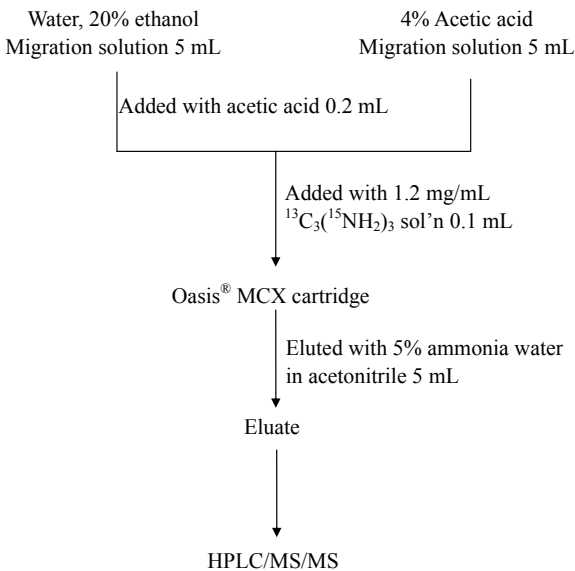 Water, 20% ethanol
Migration solution 5 mL
4% Acetic acid
Migration solution 5 mL
Added with acetic acid 0.2 mL
Added with 1.2 mg/mL
¹³C₃(¹⁵NH₂)₃ sol’n 0.1 mL
Oasis® MCX cartridge
Eluted with 5% ammonia water
in acetonitrile 5 mL
Eluate
HPLC/MS/MS